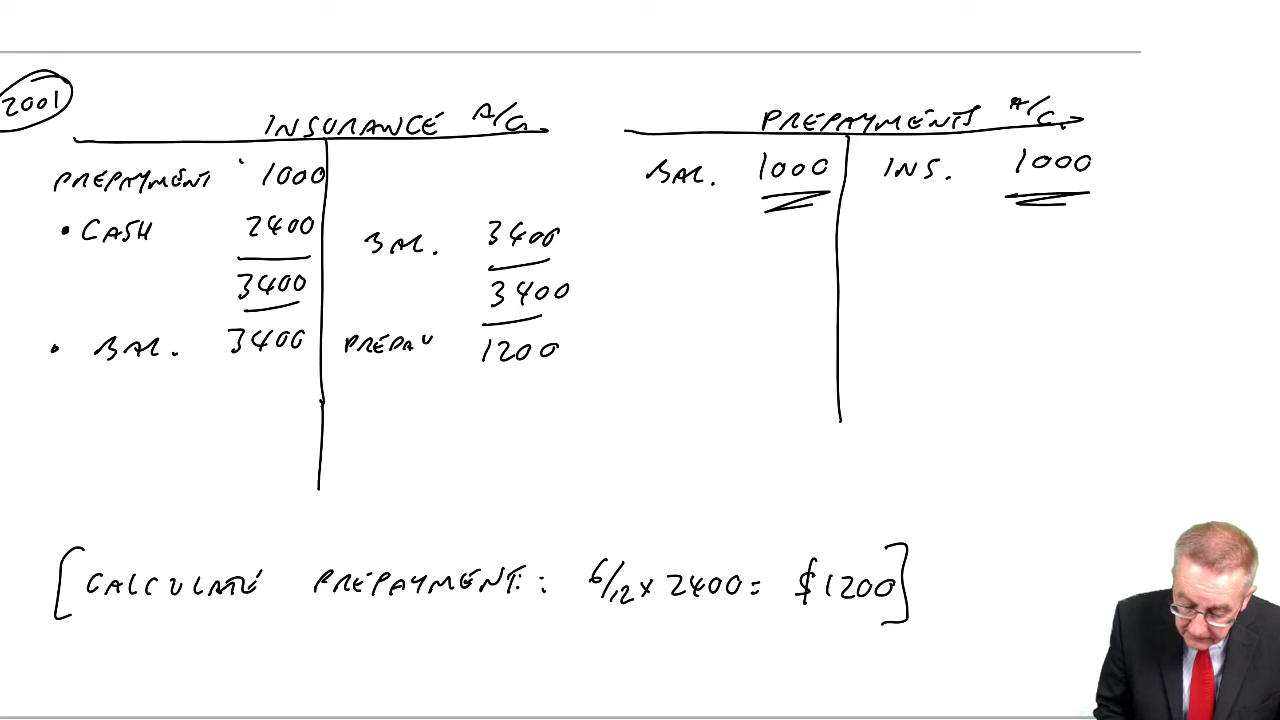 2001
INSURANCE A/C.
PREPAYMENT 1000
• CASH 2400 BAL. 3400
3400 3400
• BAL. 3400 PREPAY 1200
PREPAYMENTS A/C.
BAL. 1000 INS. 1000
[CALCULATE PREPAYMENT: 6/12 x 2400 = $1200]